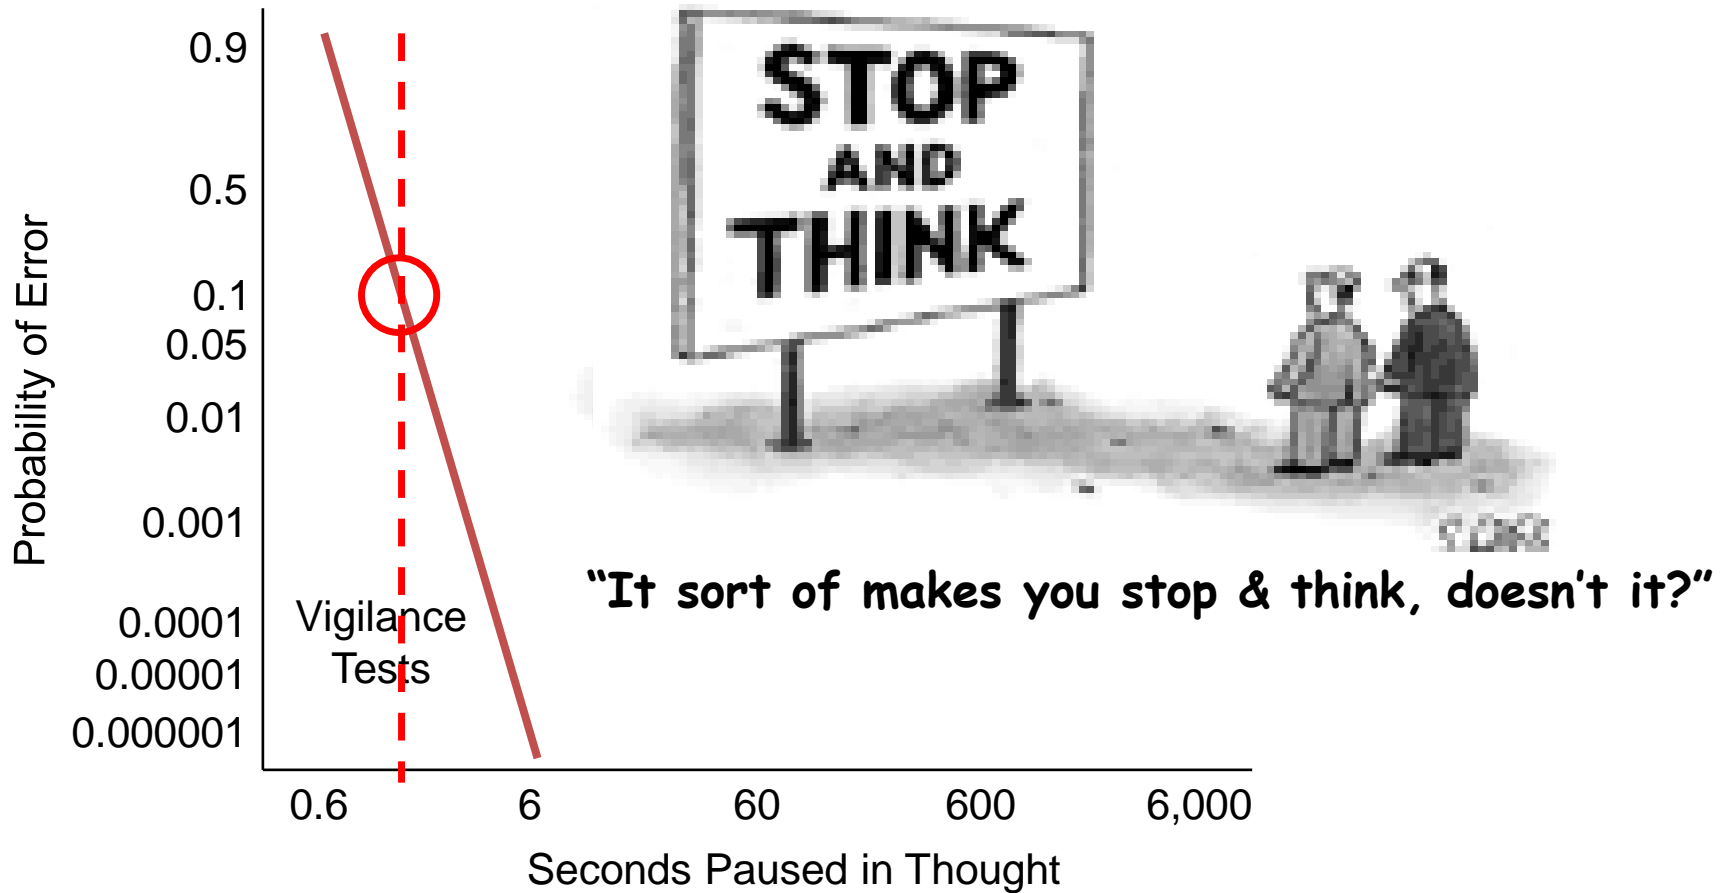 0.9
0.5
0.1
0.05
0.01
0.001
0.0001
0.00001
0.000001
Probability of Error
Vigilance
Tests
0.6 6 60 600 6,000
Seconds Paused in Thought
STOP
AND
THINK
“It sort of makes you stop & think, doesn’t it?”